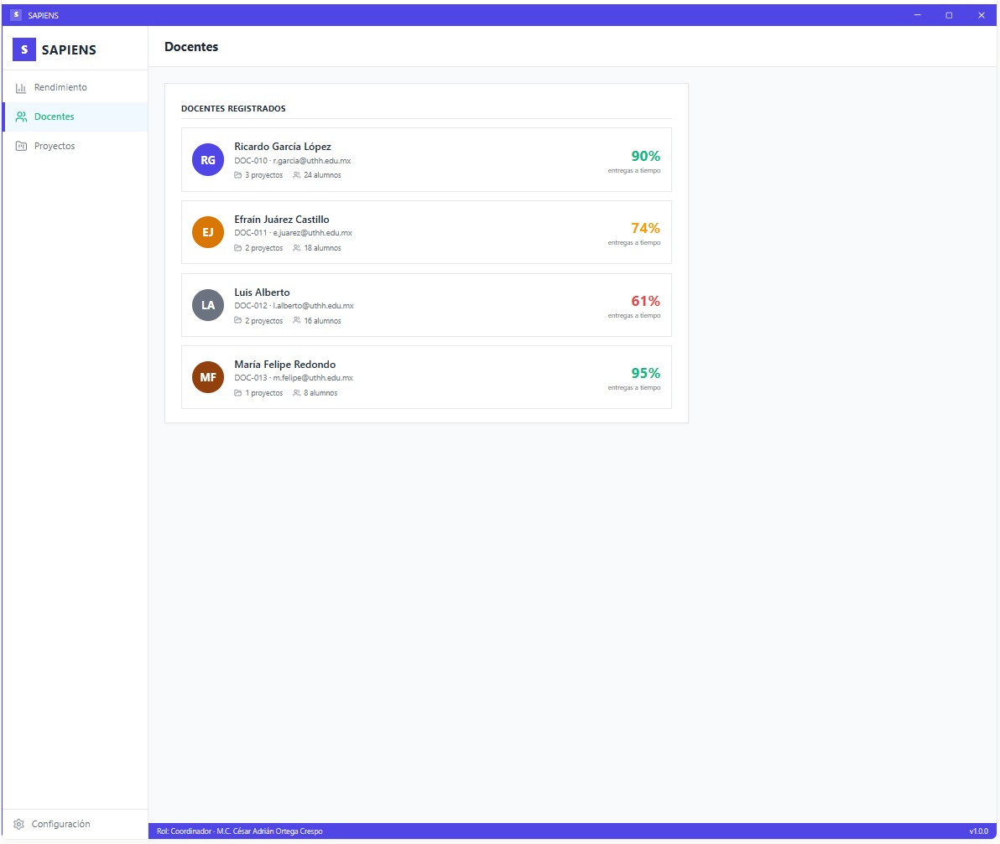 S SAPIENS
S SAPIENS
Docentes
Rendimiento
Docentes
Proyectos
DOCENTES REGISTRADOS
RG
Ricardo García López
DOC-010 · r.garcia@uthh.edu.mx
3 proyectos 24 alumnos
90%
entregas a tiempo
EJ
Efraín Juárez Castillo
DOC-011 · e.juarez@uthh.edu.mx
2 proyectos 18 alumnos
74%
entregas a tiempo
LA
Luis Alberto
DOC-012 · l.alberto@uthh.edu.mx
2 proyectos 16 alumnos
61%
entregas a tiempo
MF
María Felipe Redondo
DOC-013 · m.felipe@uthh.edu.mx
1 proyectos 8 alumnos
95%
entregas a tiempo
Configuración
Rol: Coordinador · M.C. César Adrián Ortega Crespo
v1.0.0